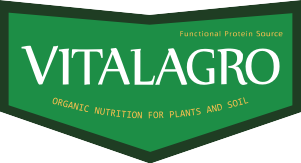 Functional Protein Source
VITALAGRO
ORGANIC NUTRITION FOR PLANTS AND SOIL